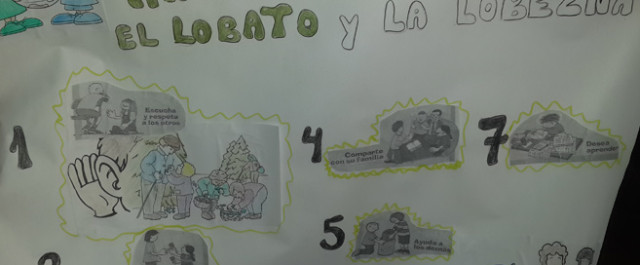 EL LOBATO Y LA LOBEZNA
1
Escucha
y respeta
a los otros
4
Comparte
con su familia
7
Desea
aprender
5
Ayuda a
los demás